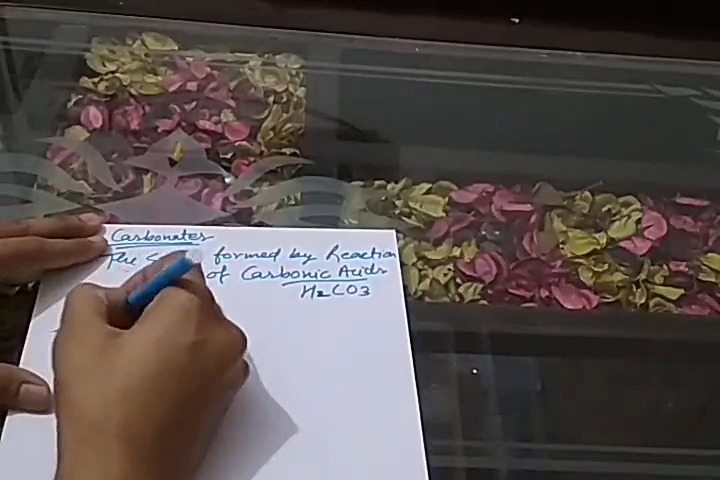 Carbonates
The formed by Reaction
of Carbonic Acids
H2CO3